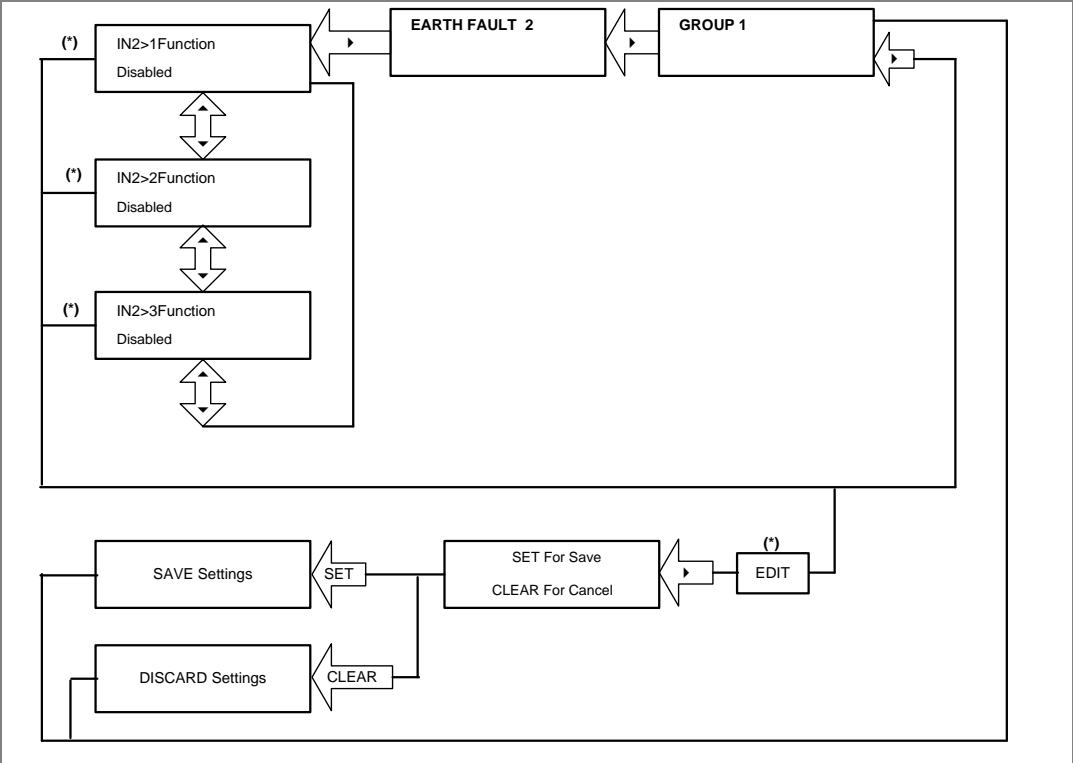 (*)
IN2>1Function
Disabled
EARTH FAULT 2
GROUP 1
(*)
IN2>2Function
Disabled
(*)
IN2>3Function
Disabled
SAVE Settings
SET
SET For Save
CLEAR For Cancel
(*)
EDIT
DISCARD Settings
CLEAR